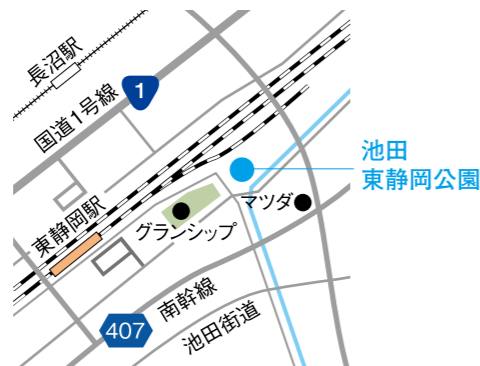 長沼駅
1
国道1号線
池田
東静岡公園
東静岡駅
マツダ
グランシップ
南幹線
407
池田街道